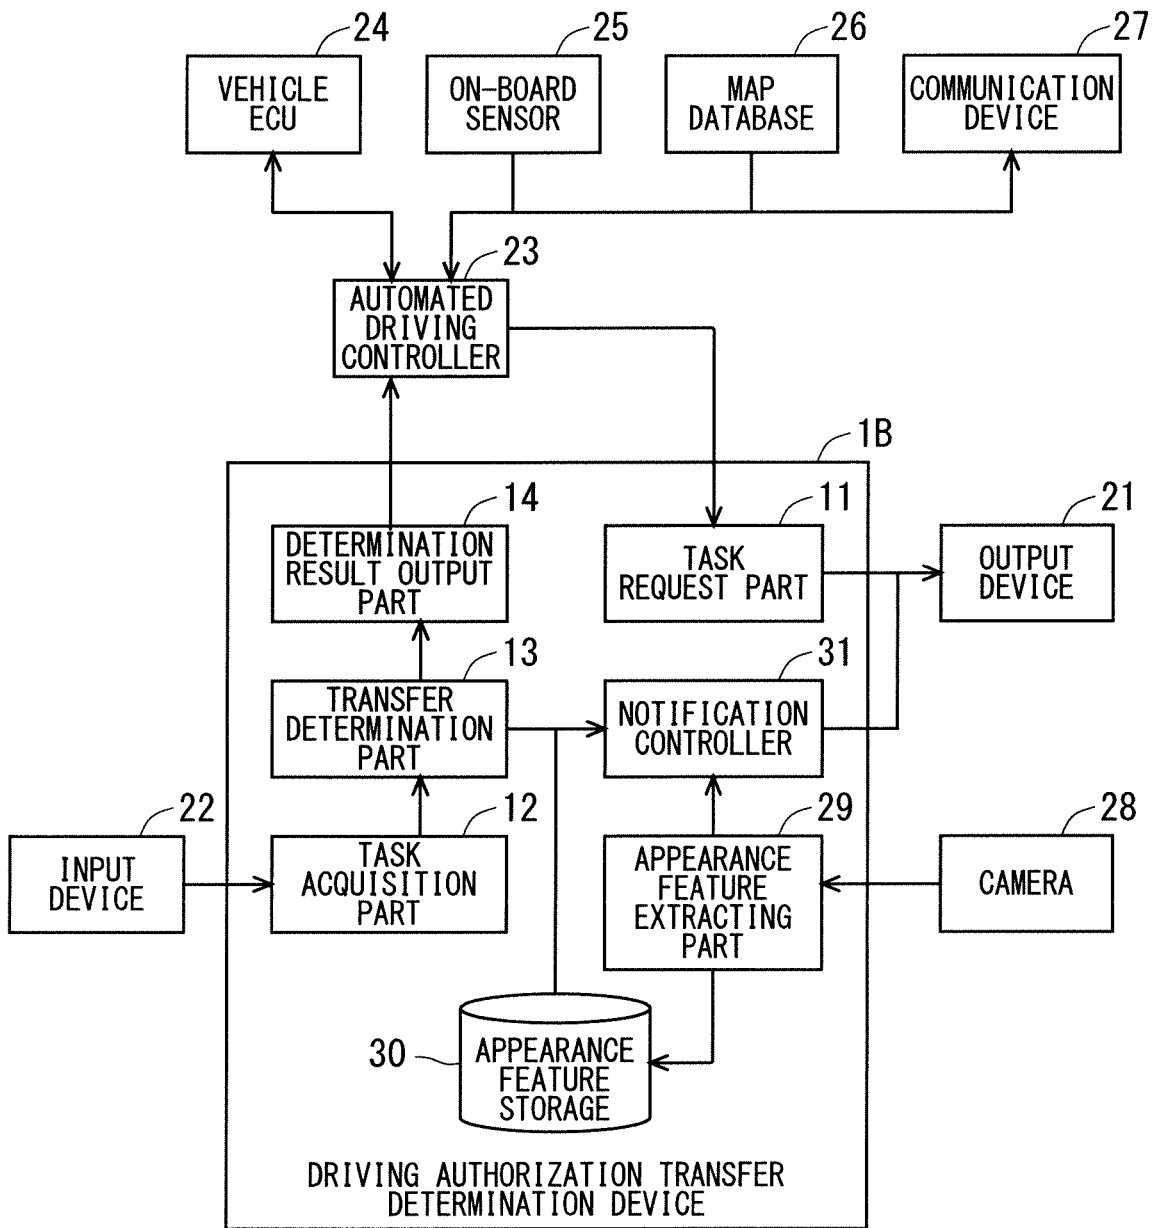 24
25
26
27
VEHICLE
ECU
ON-BOARD
SENSOR
MAP
DATABASE
COMMUNICATION
DEVICE
23
AUTOMATED
DRIVING
CONTROLLER
1B
14
11
21
DETERMINATION
RESULT OUTPUT
PART
TASK
REQUEST PART
OUTPUT
DEVICE
13
31
TRANSFER
DETERMINATION
PART
NOTIFICATION
CONTROLLER
22
12
29
28
INPUT
DEVICE
TASK
ACQUISITION
PART
APPEARANCE
FEATURE
EXTRACTING
PART
CAMERA
30
APPEARANCE
FEATURE
STORAGE
DRIVING AUTHORIZATION TRANSFER
DETERMINATION DEVICE